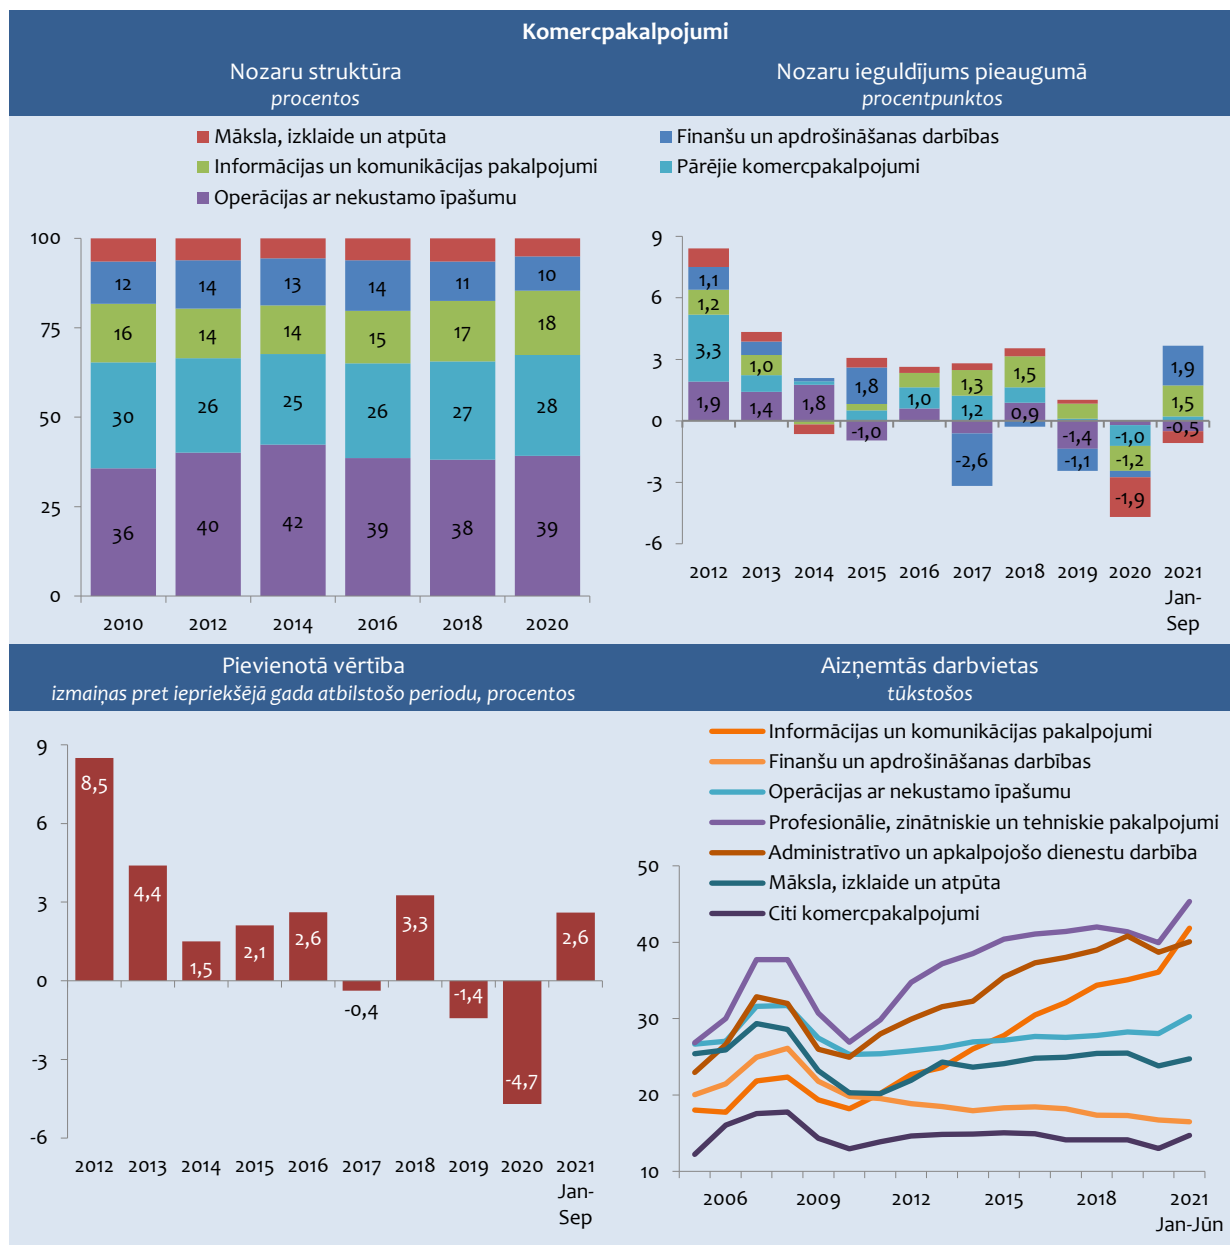 Komercpakalpojumi
Nozaru struktūra
procentos
Nozaru ieguldījums pieaugumā
procentpunktos
Māksla, izklaide un atpūta
Finanšu un apdrošināšanas darbības
Informācijas un komunikācijas pakalpojumi
Pārējie komercpakalpojumi
Operācijas ar nekustamo īpašumu
100
75
50
25
0
12 14 13 14 11 10
16 14 14 15 17 18
30 26 25 26 27 28
36 40 42 39 38 39
2010 2012 2014 2016 2018 2020
9
6
3
0
-3
-6
1,1
1,2
3,3
1,9
1,0
1,4
1,8
1,8
-1,0
1,0
1,3
1,2
-2,6
1,5
0,9
-1,4
-1,1
-1,0
-1,2
-1,9
1,9
1,5
-0,5
2012 2013 2014 2015 2016 2017 2018 2019 2020 2021
Jan-
Sep
Pievienotā vērtība
izmaiņas pret iepriekšējā gada atbilstošo periodu, procentos
9
6
3
0
-3
-6
8,5
4,4
1,5
2,1
2,6
-0,4
3,3
-1,4
-4,7
2,6
2012 2013 2014 2015 2016 2017 2018 2019 2020 2021
Jan-
Sep
Aizņemtās darbvietas
tūkstošos
Informācijas un komunikācijas pakalpojumi
Finanšu un apdrošināšanas darbības
Operācijas ar nekustamo īpašumu
Profesionālie, zinātniskie un tehniskie pakalpojumi
Administratīvo un apkalpojošo dienestu darbība
Māksla, izklaide un atpūta
Citi komercpakalpojumi
50
40
30
20
10
2006 2009 2012 2015 2018 2021
Jan-Jūn